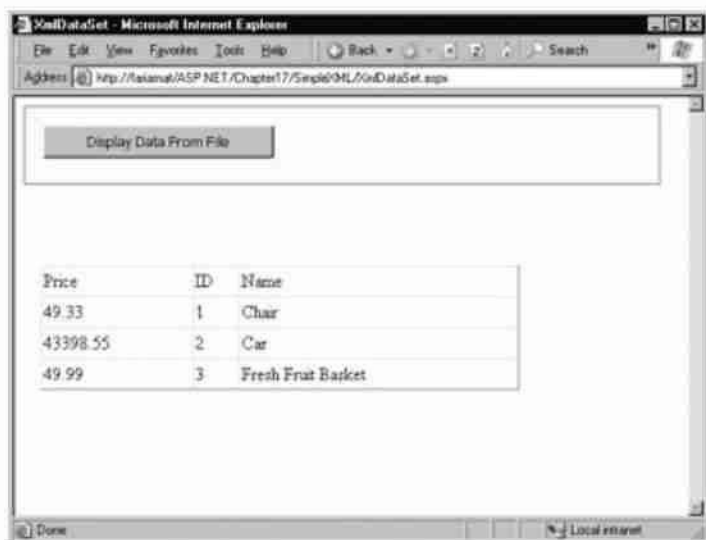 XmlDataSet - Microsoft Internet Explorer
File Edit View Favorites Tools Help Back Search
Address http://fariamat/ASP.NET/Chapter17/SimpleXML/XmlDataSet.aspx
Display Data From File
Price ID Name
49.33 1 Chair
43398.55 2 Car
49.99 3 Fresh Fruit Basket
Done Local intranet